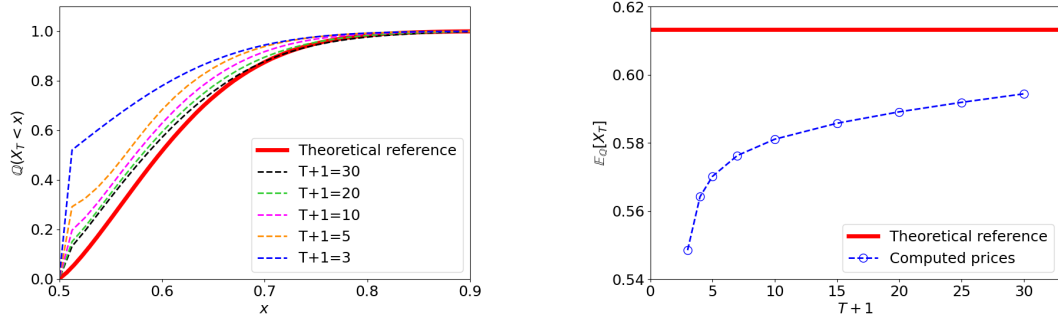 1.0
0.8
0.6
0.4
0.2
0.0
ℚ(X_T < x)
Theoretical reference
T+1=30
T+1=20
T+1=10
T+1=5
T+1=3
0.5 0.6 0.7 0.8 0.9
x
0.62
0.60
0.58
0.56
0.54
𝔼_ℚ[X_T]
Theoretical reference
Computed prices
0 5 10 15 20 25 30
T + 1